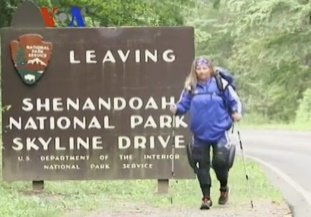 VOA
NATIONAL
PARK
SERVICE
LEAVING
SHENANDOAH
NATIONAL PARK
SKYLINE DRIVE
U.S. DEPARTMENT OF THE INTERIOR
NATIONAL PARK SERVICE